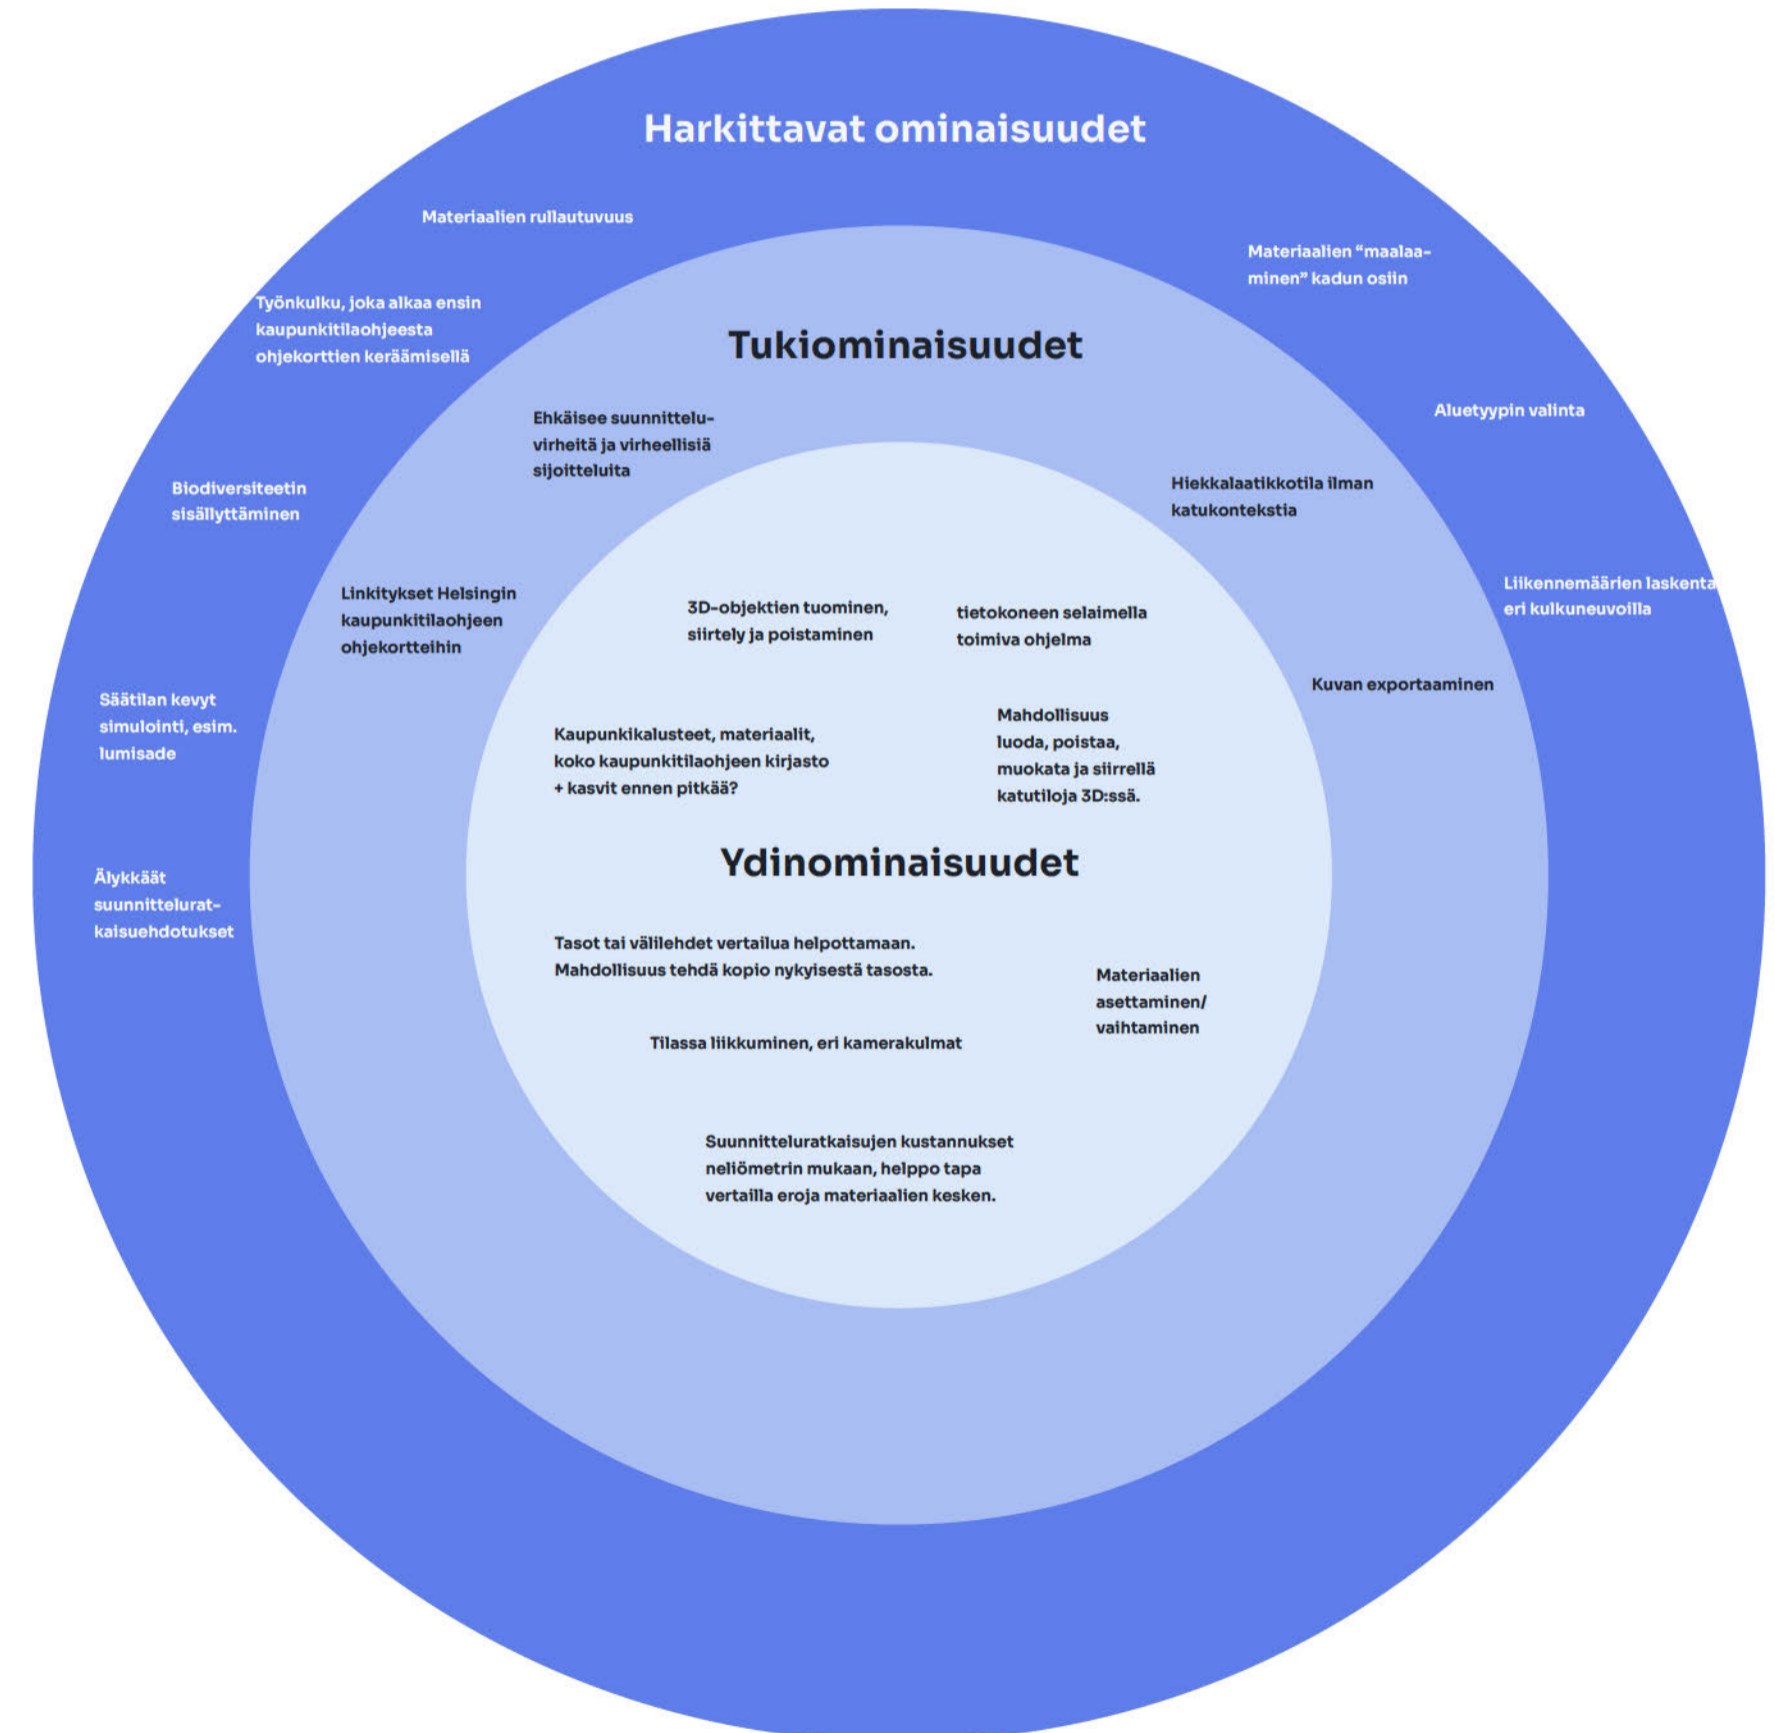 Harkittavat ominaisuudet
Materiaalien rullautuvuus
Materiaalien “maalaa-
minen” kadun osiin
Työnkulku, joka alkaa ensin
kaupunkitilaohjeesta
ohjekorttien keräämisellä
Aluetyypin valinta
Biodiversiteetin
sisällyttäminen
Liikennemäärien laskenta
eri kulkuneuvoilla
Säätilan kevyt
simulointi, esim.
lumisade
Älykkäät
suunnittelurat-
kaisuehdotukset
Tukiominaisuudet
Ehkäisee suunnittelu-
virheitä ja virheellisiä
sijoitteluita
Hiekkalaatikkotila ilman
katukontekstia
Linkitykset Helsingin
kaupunkitilaohjeen
ohjekortteihin
Kuvan exportaaminen
3D-objektien tuominen,
siirtely ja poistaminen
tietokoneen selaimella
toimiva ohjelma
Kaupunkikalusteet, materiaalit,
koko kaupunkitilaohjeen kirjasto
+ kasvit ennen pitkää?
Mahdollisuus
luoda, poistaa,
muokata ja siirrellä
katutiloja 3D:ssä.
Ydinominaisuudet
Tasot tai välilehdet vertailua helpottamaan.
Mahdollisuus tehdä kopio nykyisestä tasosta.
Materiaalien
asettaminen/
vaihtaminen
Tilassa liikkuminen, eri kamerakulmat
Suunnitteluratkaisujen kustannukset
neliömetrin mukaan, helppo tapa
vertailla eroja materiaalien kesken.